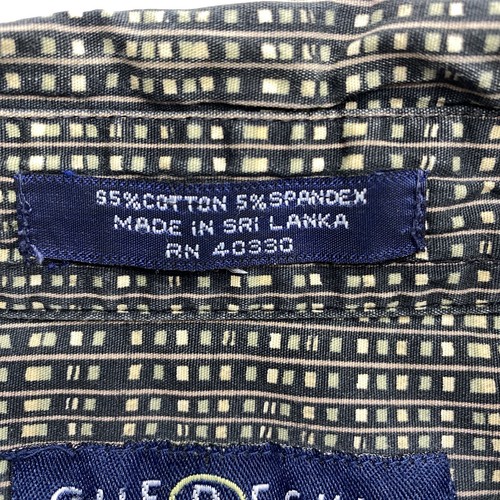 95%COTTON 5%SPANDEX
MADE IN SRI LANKA
RN 40330